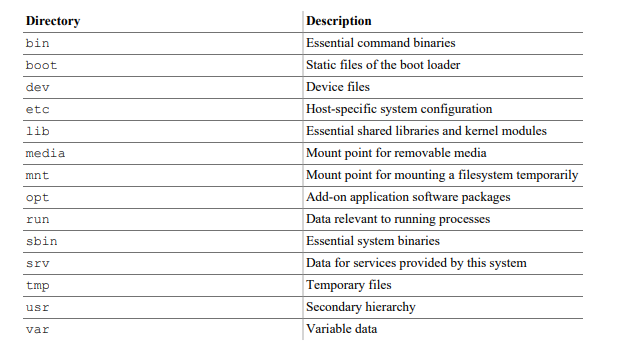 Directory Description
bin Essential command binaries
boot Static files of the boot loader
dev Device files
etc Host-specific system configuration
lib Essential shared libraries and kernel modules
media Mount point for removable media
mnt Mount point for mounting a filesystem temporarily
opt Add-on application software packages
run Data relevant to running processes
sbin Essential system binaries
srv Data for services provided by this system
tmp Temporary files
usr Secondary hierarchy
var Variable data